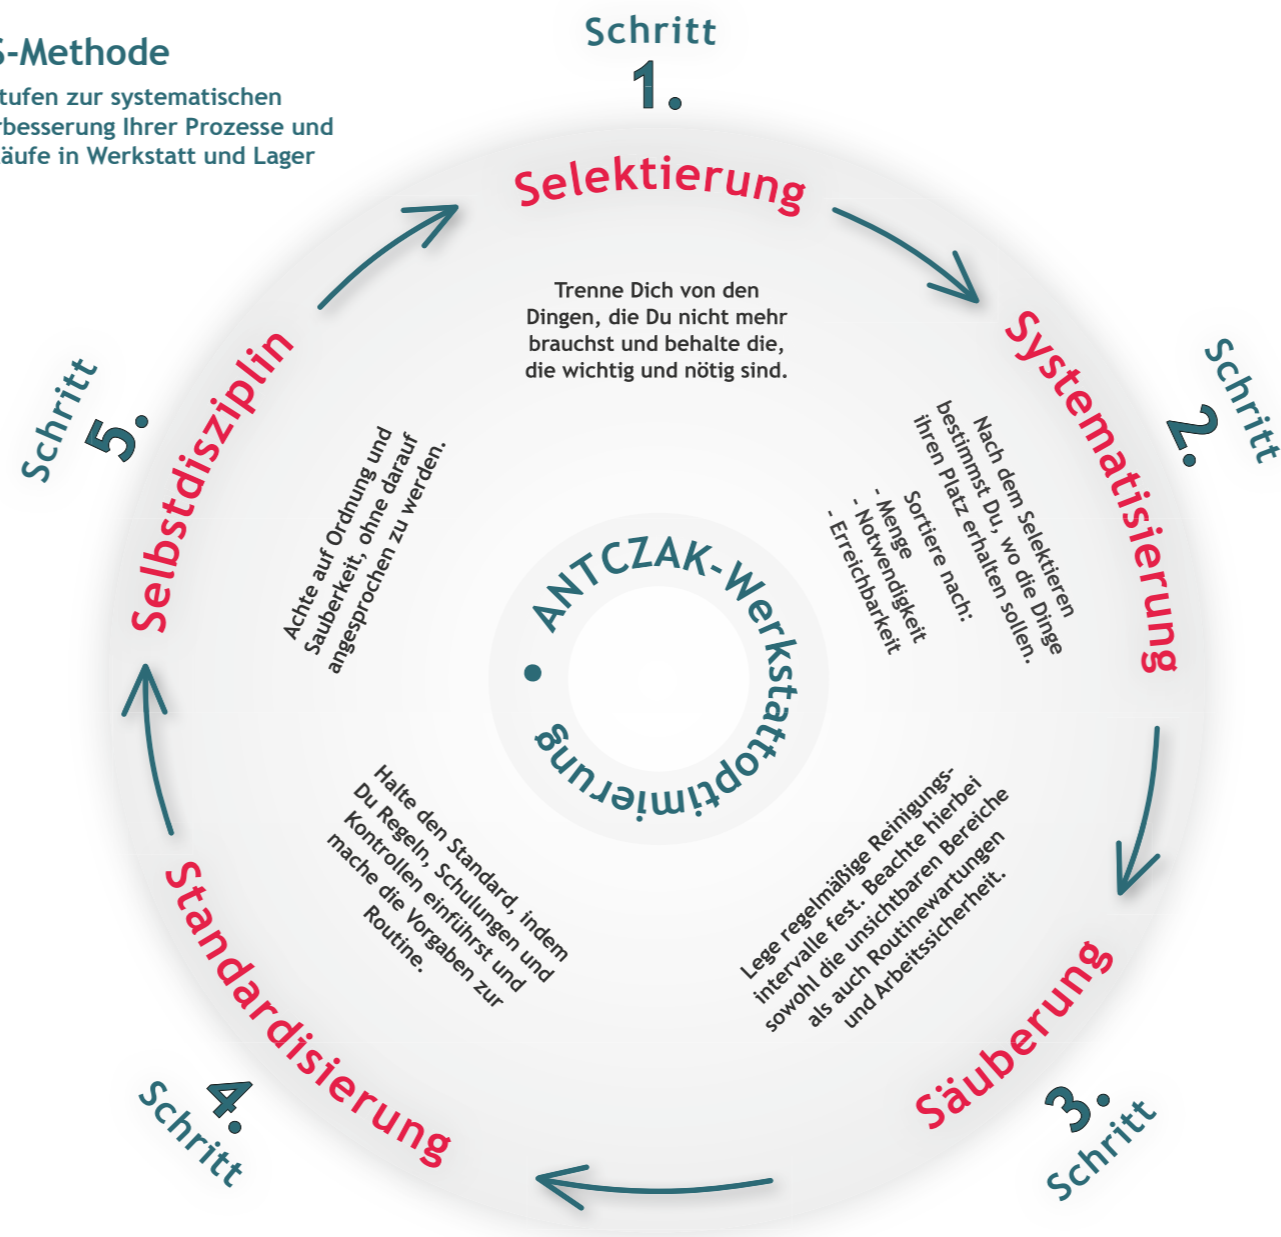 S-Methode
tufen zur systematischen
rbesserung Ihrer Prozesse und
äufe in Werkstatt und Lager
Schritt
1.
Selektierung
Trenne Dich von den
Dingen, die Du nicht mehr
brauchst und behalte die,
die wichtig und nötig sind.
Schritt
2.
Systematisierung
Nach dem Selektieren
bestimmst Du, wo die Dinge
ihren Platz erhalten sollen.
Sortiere nach:
- Menge
- Notwendigkeit
- Erreichbarkeit
Schritt
3.
Säuberung
Lege regelmäßige Reinigungs-
intervalle fest. Beachte hierbei
sowohl die unsichtbaren Bereiche
als auch Routinewartungen
und Arbeitssicherheit.
Schritt
4.
Standardisierung
Halte den Standard, indem
Du Regeln, Schulungen und
Kontrollen einführst und
mache die Vorgaben zur
Routine.
Schritt
5.
Selbstdisziplin
Achte auf Ordnung und
Sauberkeit, ohne darauf
angesprochen zu werden.
ANTCZAK-Werkstattoptimierung •